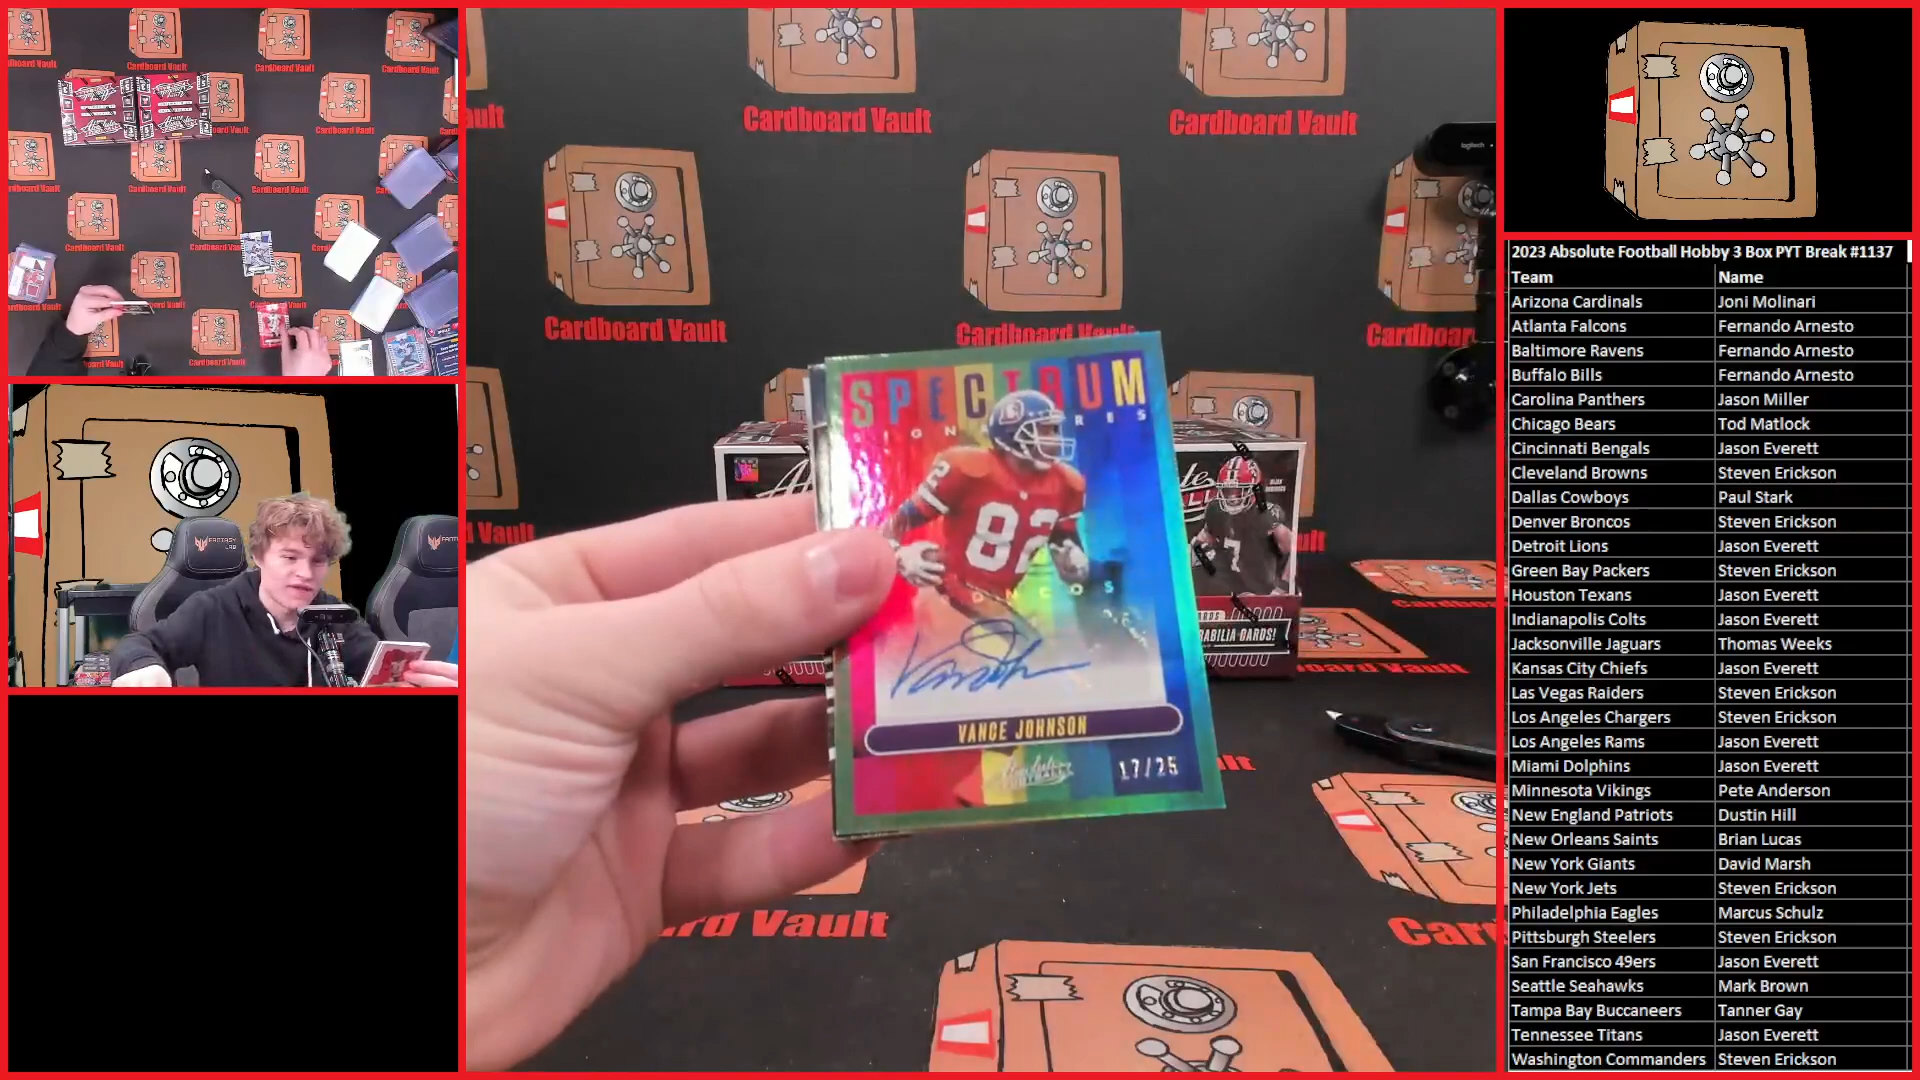 Cardboard Vault
Cardboard Vault
Cardboard Vault
Cardboard Vault
SPECTRUM
82
VANCE JOHNSON
17/25
logitech
2023 Absolute Football Hobby 3 Box PYT Break #1137
Team Name
Arizona Cardinals Joni Molinari
Atlanta Falcons Fernando Arnesto
Baltimore Ravens Fernando Arnesto
Buffalo Bills Fernando Arnesto
Carolina Panthers Jason Miller
Chicago Bears Tod Matlock
Cincinnati Bengals Jason Everett
Cleveland Browns Steven Erickson
Dallas Cowboys Paul Stark
Denver Broncos Steven Erickson
Detroit Lions Jason Everett
Green Bay Packers Steven Erickson
Houston Texans Jason Everett
Indianapolis Colts Jason Everett
Jacksonville Jaguars Thomas Weeks
Kansas City Chiefs Jason Everett
Las Vegas Raiders Steven Erickson
Los Angeles Chargers Steven Erickson
Los Angeles Rams Jason Everett
Miami Dolphins Jason Everett
Minnesota Vikings Pete Anderson
New England Patriots Dustin Hill
New Orleans Saints Brian Lucas
New York Giants David Marsh
New York Jets Steven Erickson
Philadelphia Eagles Marcus Schulz
Pittsburgh Steelers Steven Erickson
San Francisco 49ers Jason Everett
Seattle Seahawks Mark Brown
Tampa Bay Buccaneers Tanner Gay
Tennessee Titans Jason Everett
Washington Commanders Steven Erickson